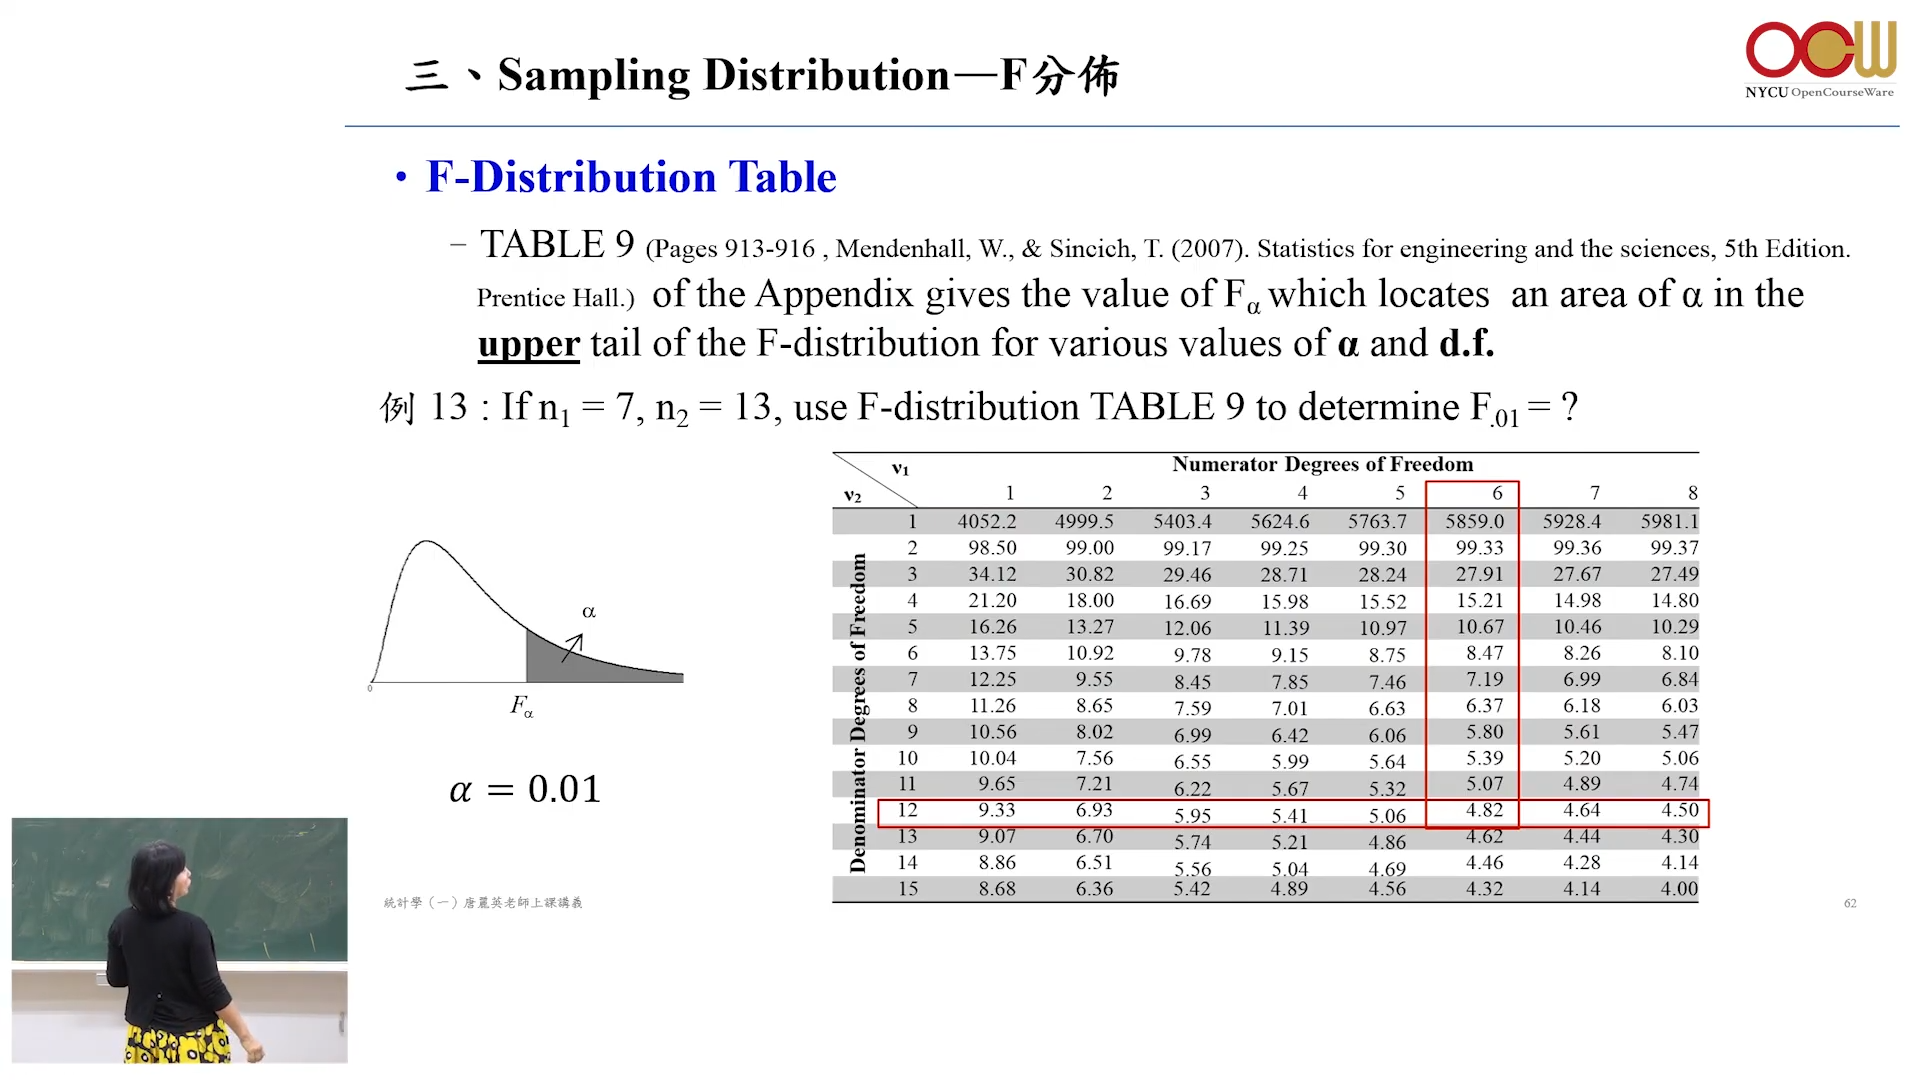 三、Sampling Distribution—F分佈
OCW
NYCU OpenCourseWare
• F-Distribution Table
– TABLE 9 (Pages 913-916 , Mendenhall, W., & Sincich, T. (2007). Statistics for engineering and the sciences, 5th Edition.
Prentice Hall.) of the Appendix gives the value of Fα which locates an area of α in the
upper tail of the F-distribution for various values of α and d.f.
例 13 : If n1 = 7, n2 = 13, use F-distribution TABLE 9 to determine F.01 = ?
α
0
Fα
α = 0.01
ν1 Numerator Degrees of Freedom
ν2 1 2 3 4 5 6 7 8
Denominator Degrees of Freedom
1 4052.2 4999.5 5403.4 5624.6 5763.7 5859.0 5928.4 5981.1
2 98.50 99.00 99.17 99.25 99.30 99.33 99.36 99.37
3 34.12 30.82 29.46 28.71 28.24 27.91 27.67 27.49
4 21.20 18.00 16.69 15.98 15.52 15.21 14.98 14.80
5 16.26 13.27 12.06 11.39 10.97 10.67 10.46 10.29
6 13.75 10.92 9.78 9.15 8.75 8.47 8.26 8.10
7 12.25 9.55 8.45 7.85 7.46 7.19 6.99 6.84
8 11.26 8.65 7.59 7.01 6.63 6.37 6.18 6.03
9 10.56 8.02 6.99 6.42 6.06 5.80 5.61 5.47
10 10.04 7.56 6.55 5.99 5.64 5.39 5.20 5.06
11 9.65 7.21 6.22 5.67 5.32 5.07 4.89 4.74
12 9.33 6.93 5.95 5.41 5.06 4.82 4.64 4.50
13 9.07 6.70 5.74 5.21 4.86 4.62 4.44 4.30
14 8.86 6.51 5.56 5.04 4.69 4.46 4.28 4.14
15 8.68 6.36 5.42 4.89 4.56 4.32 4.14 4.00
統計學（一）唐麗英老師上課講義
62